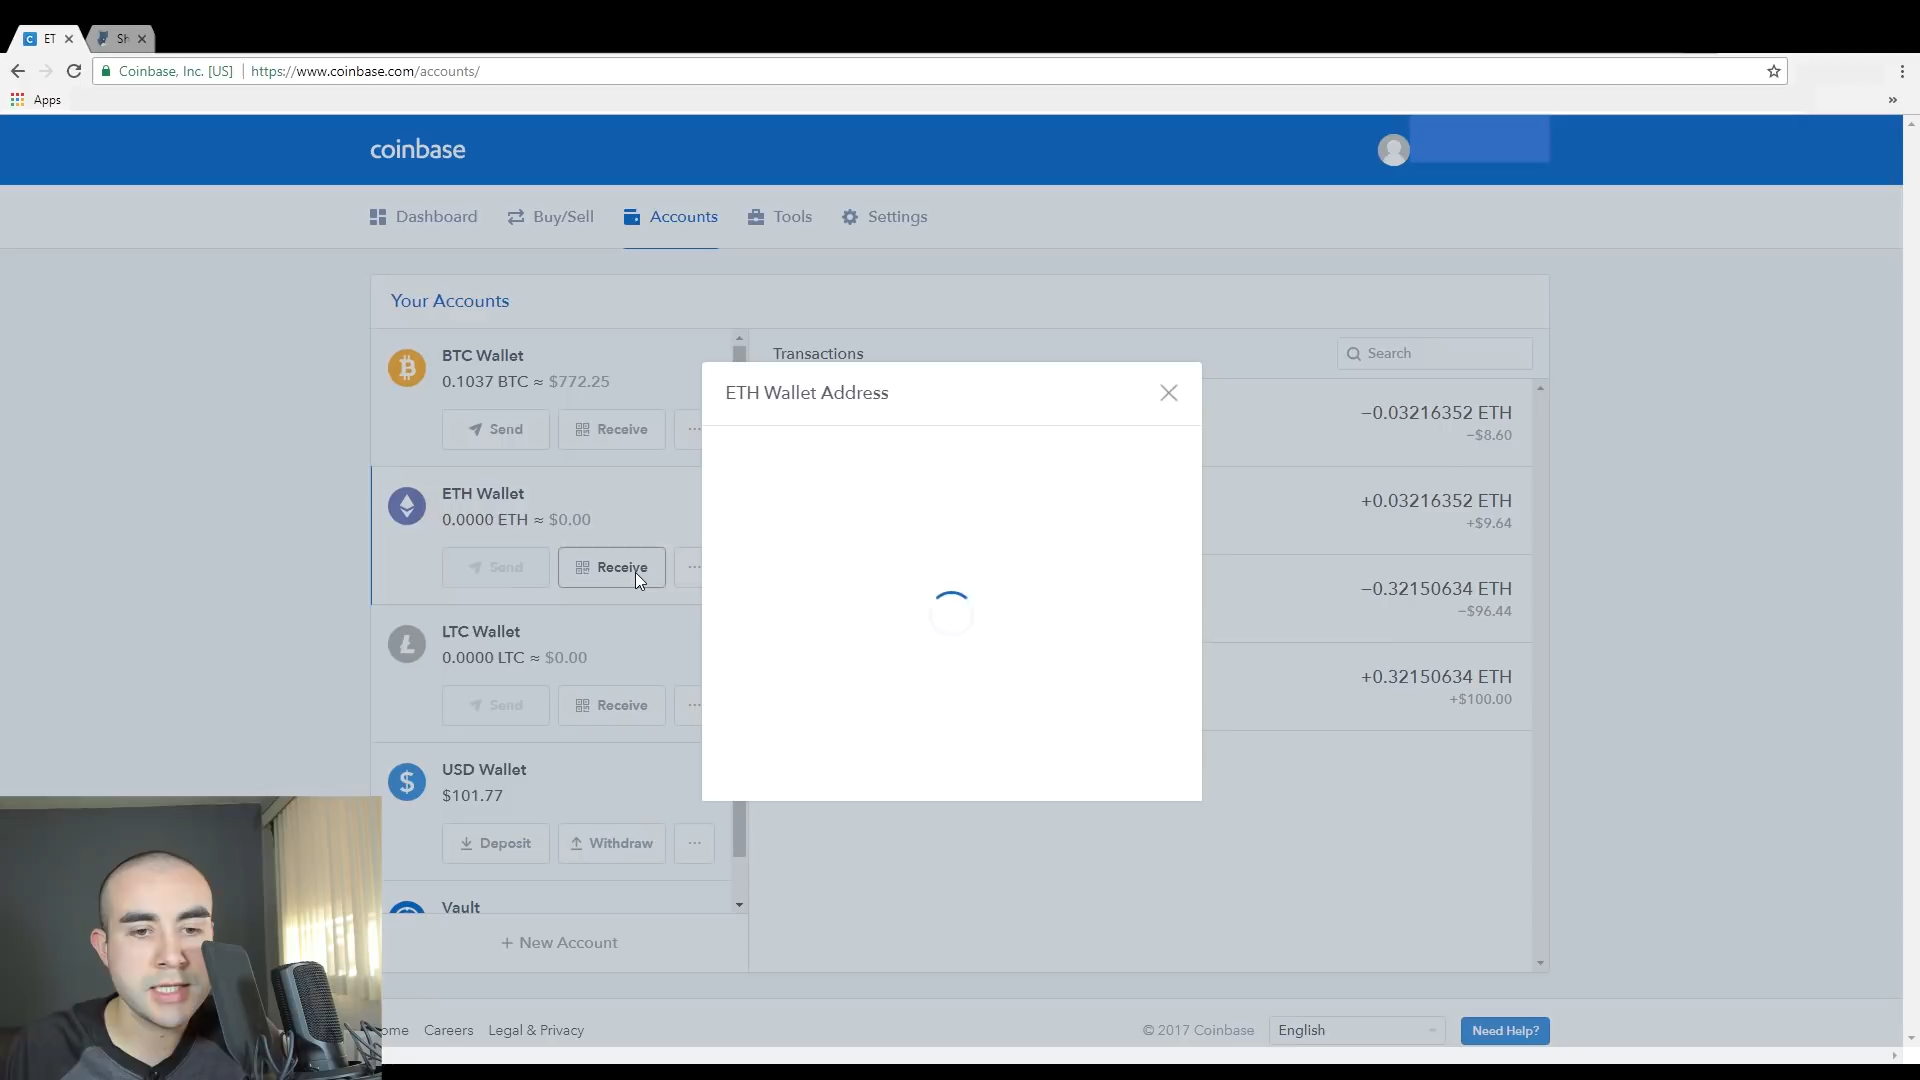 ET
Sh
Coinbase, Inc. [US]
https://www.coinbase.com/accounts/
Apps
coinbase
Dashboard
Buy/Sell
Accounts
Tools
Settings
Your Accounts
BTC Wallet
0.1037 BTC ≈ $772.25
Send
Receive
ETH Wallet
0.0000 ETH ≈ $0.00
Send
Receive
LTC Wallet
0.0000 LTC ≈ $0.00
Send
Receive
USD Wallet
$101.77
Deposit
Withdraw
Vault
+ New Account
Transactions
Search
−0.03216352 ETH
−$8.60
+0.03216352 ETH
+$9.64
−0.32150634 ETH
−$96.44
+0.32150634 ETH
+$100.00
ETH Wallet Address
ome
Careers
Legal & Privacy
© 2017 Coinbase
English
Need Help?